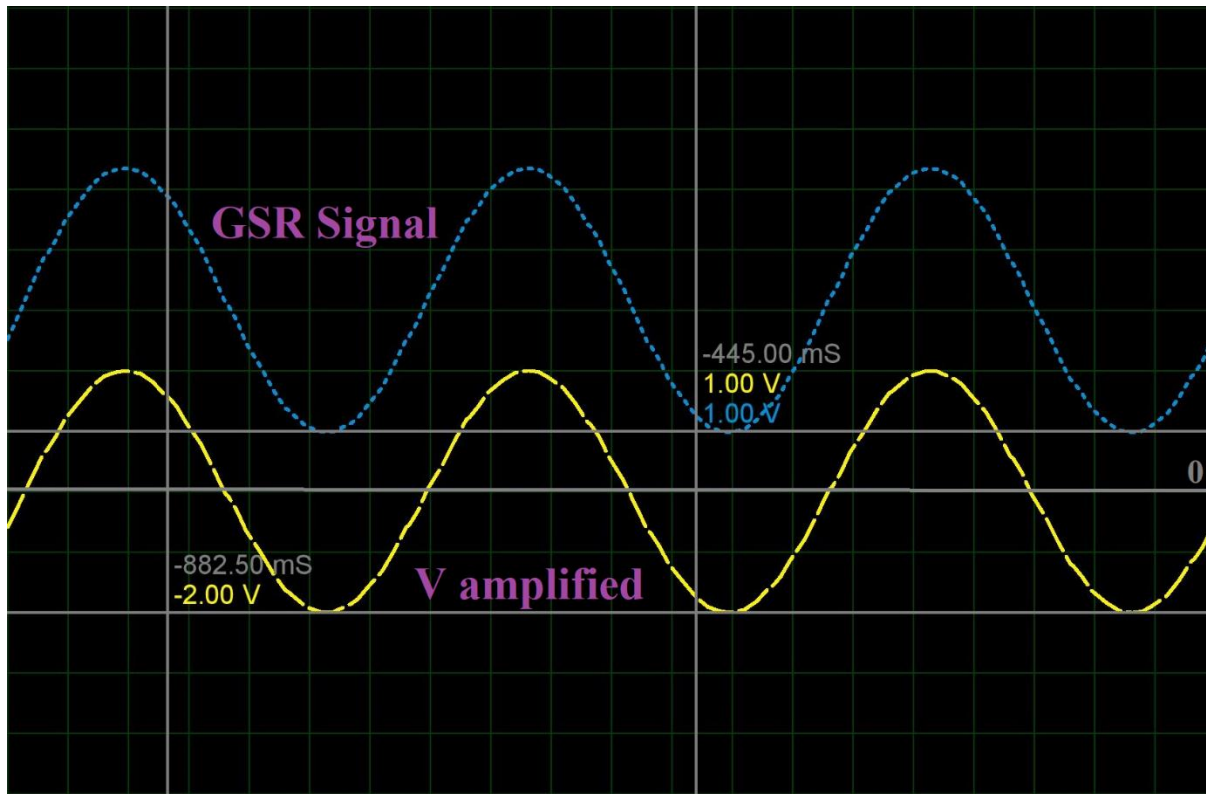 GSR Signal
-445.00 mS
1.00 V
1.00 V
0
-882.50 mS
-2.00 V
V amplified